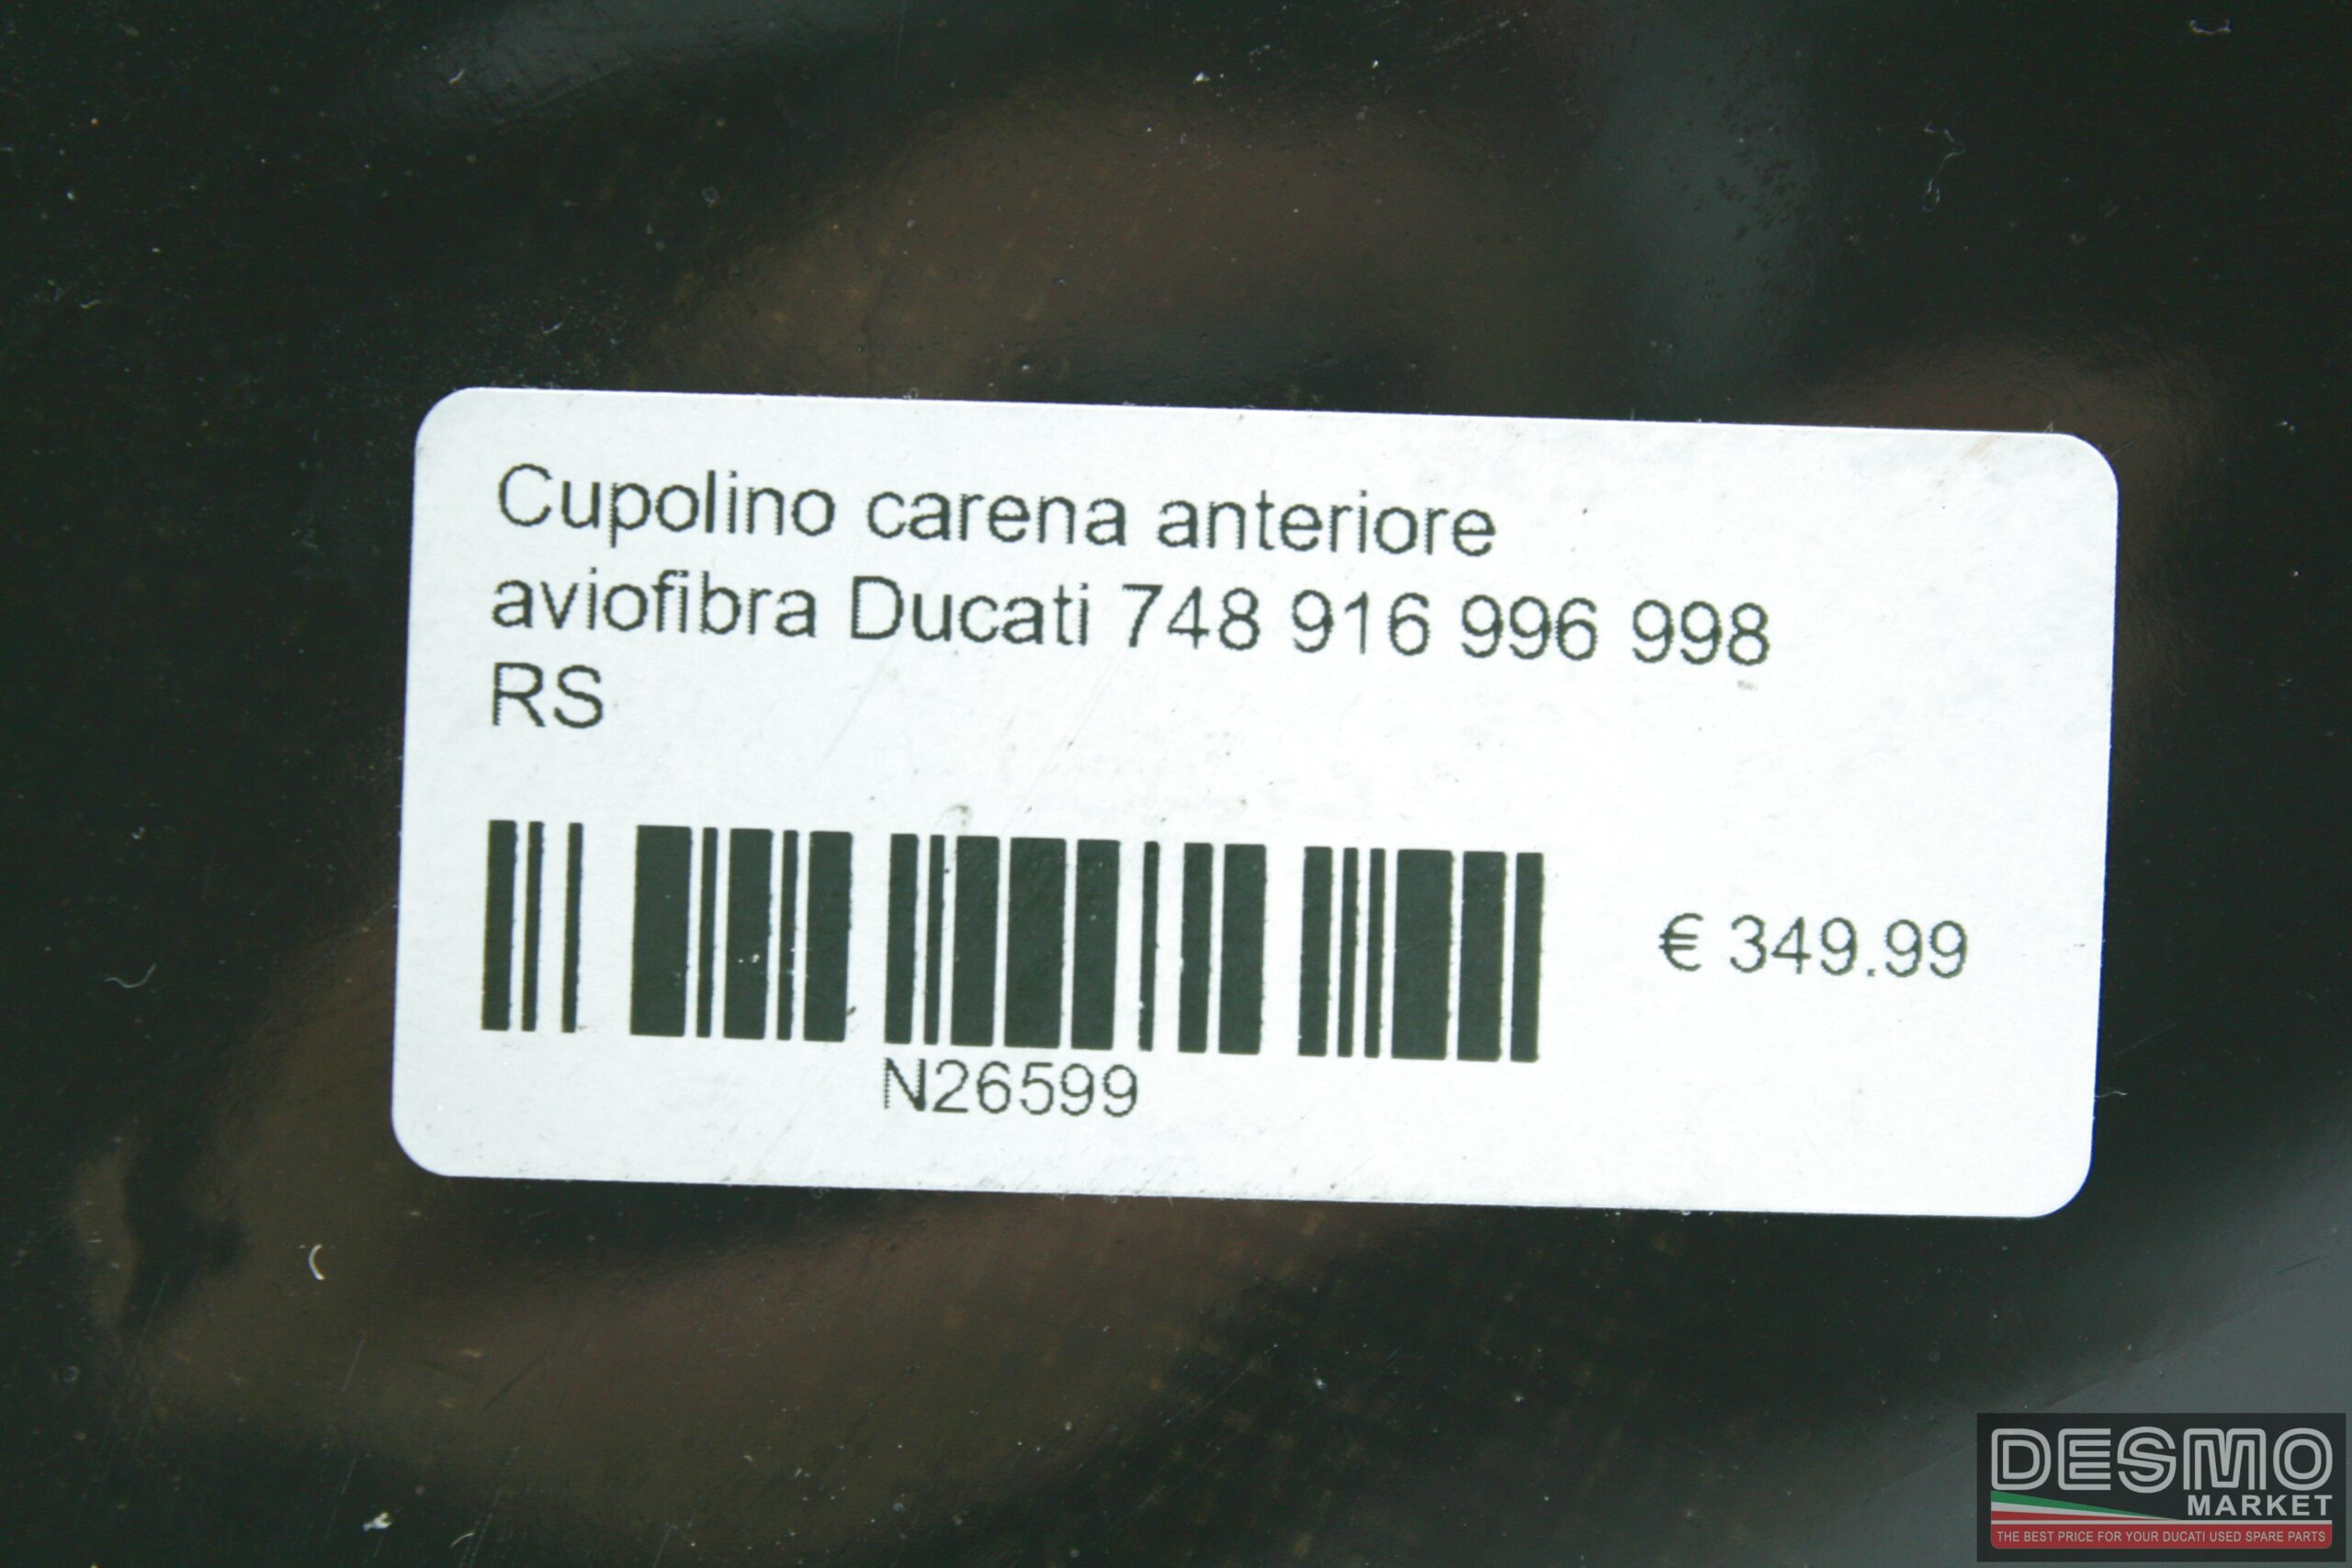 Cupolino carena anteriore
aviofibra Ducati 748 916 996 998
RS
€ 349.99
N26599
DESMO
MARKET
THE BEST PRICE FOR YOUR DUCATI USED SPARE PARTS